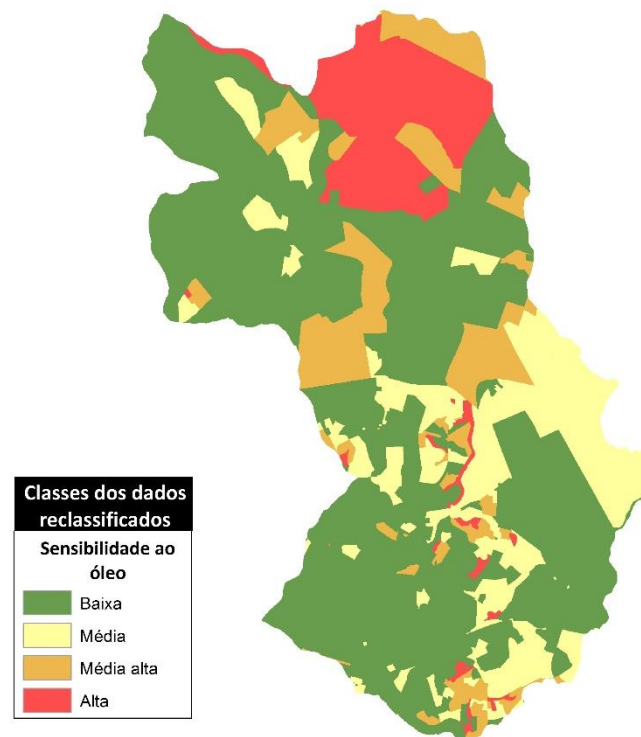 Classes dos dados
reclassificados
Sensibilidade ao
óleo
Baixa
Média
Média alta
Alta